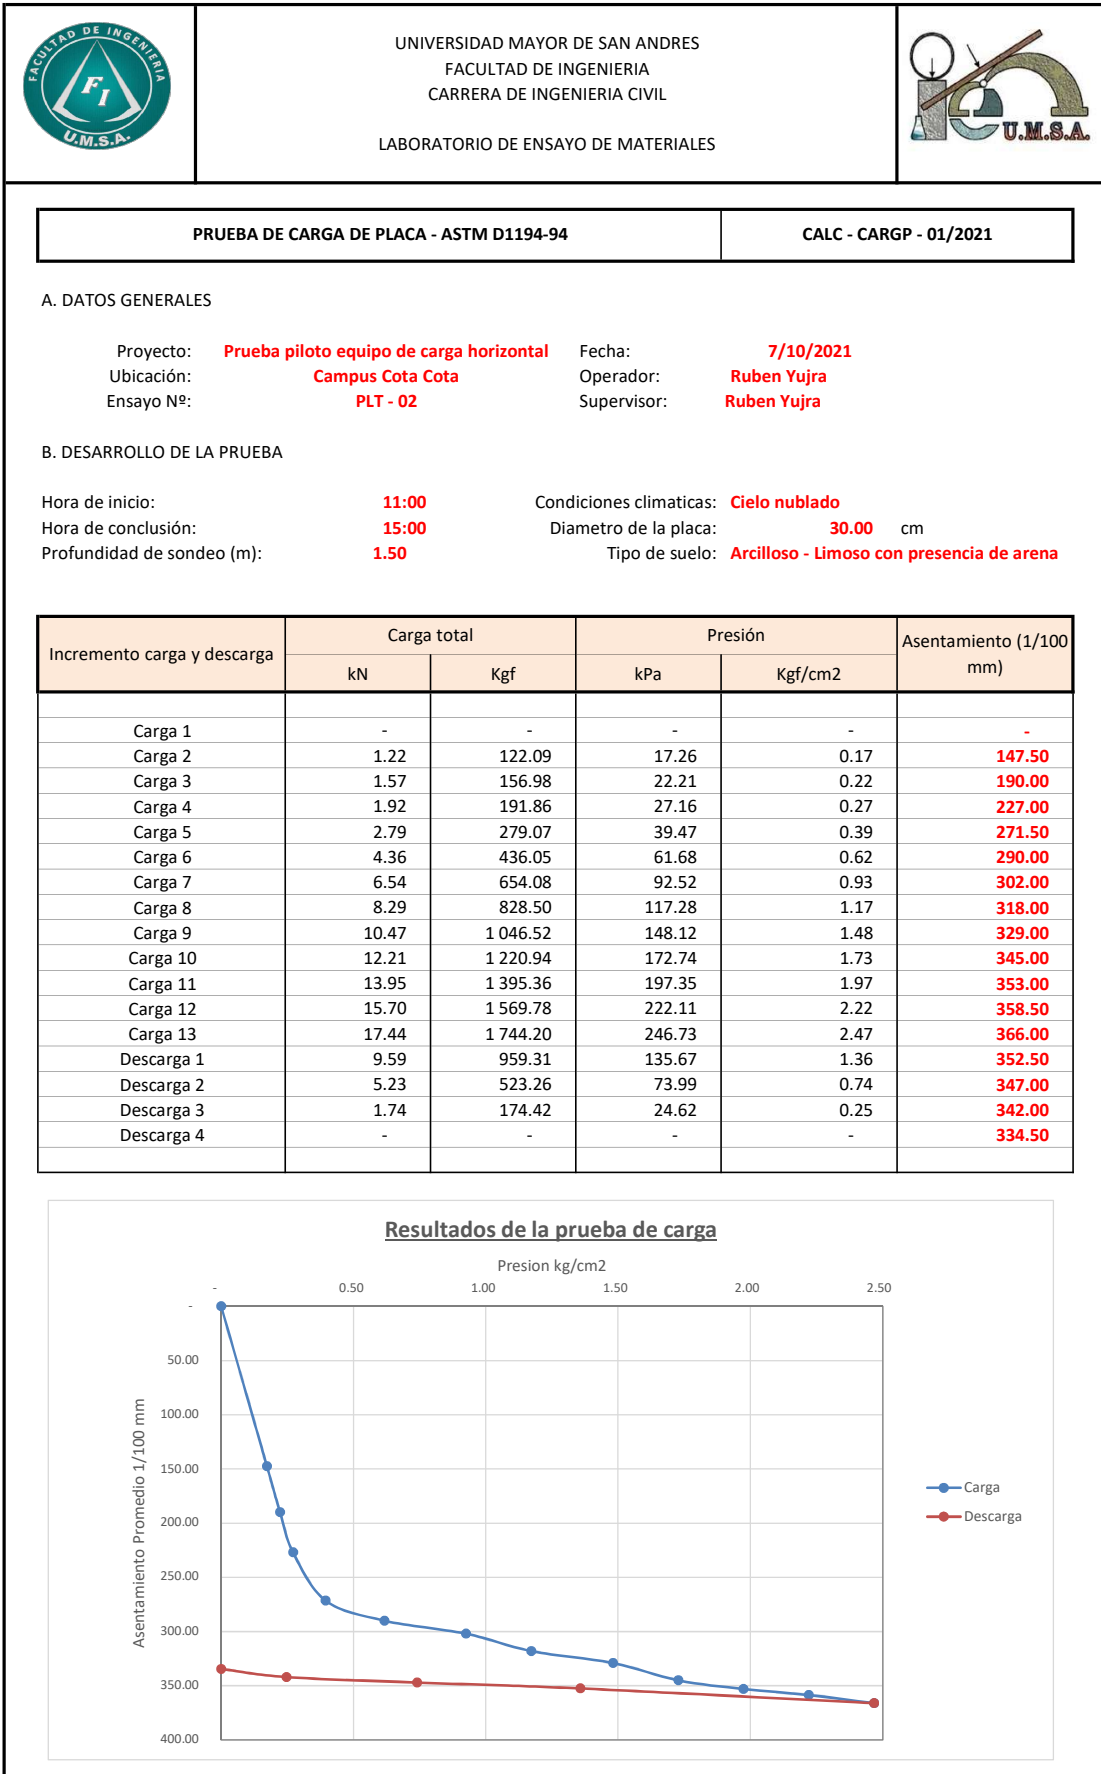 FACULTAD DE INGENIERIA
FI
U.M.S.A.
UNIVERSIDAD MAYOR DE SAN ANDRES
FACULTAD DE INGENIERIA
CARRERA DE INGENIERIA CIVIL
LABORATORIO DE ENSAYO DE MATERIALES
U.M.S.A.
PRUEBA DE CARGA DE PLACA - ASTM D1194-94 CALC - CARGP - 01/2021
A. DATOS GENERALES
Proyecto: Prueba piloto equipo de carga horizontal Fecha: 7/10/2021
Ubicación: Campus Cota Cota Operador: Ruben Yujra
Ensayo Nº: PLT - 02 Supervisor: Ruben Yujra
B. DESARROLLO DE LA PRUEBA
Hora de inicio: 11:00 Condiciones climaticas: Cielo nublado
Hora de conclusión: 15:00 Diametro de la placa: 30.00 cm
Profundidad de sondeo (m): 1.50 Tipo de suelo: Arcilloso - Limoso con presencia de arena
Incremento carga y descarga Carga total Presión Asentamiento (1/100 mm)
kN Kgf kPa Kgf/cm2
Carga 1 - - - - -
Carga 2 1.22 122.09 17.26 0.17 147.50
Carga 3 1.57 156.98 22.21 0.22 190.00
Carga 4 1.92 191.86 27.16 0.27 227.00
Carga 5 2.79 279.07 39.47 0.39 271.50
Carga 6 4.36 436.05 61.68 0.62 290.00
Carga 7 6.54 654.08 92.52 0.93 302.00
Carga 8 8.29 828.50 117.28 1.17 318.00
Carga 9 10.47 1 046.52 148.12 1.48 329.00
Carga 10 12.21 1 220.94 172.74 1.73 345.00
Carga 11 13.95 1 395.36 197.35 1.97 353.00
Carga 12 15.70 1 569.78 222.11 2.22 358.50
Carga 13 17.44 1 744.20 246.73 2.47 366.00
Descarga 1 9.59 959.31 135.67 1.36 352.50
Descarga 2 5.23 523.26 73.99 0.74 347.00
Descarga 3 1.74 174.42 24.62 0.25 342.00
Descarga 4 - - - - 334.50
Resultados de la prueba de carga
Presion kg/cm2
- 0.50 1.00 1.50 2.00 2.50
-
50.00
100.00
150.00
200.00
250.00
300.00
350.00
400.00
Asentamiento Promedio 1/100 mm
Carga
Descarga